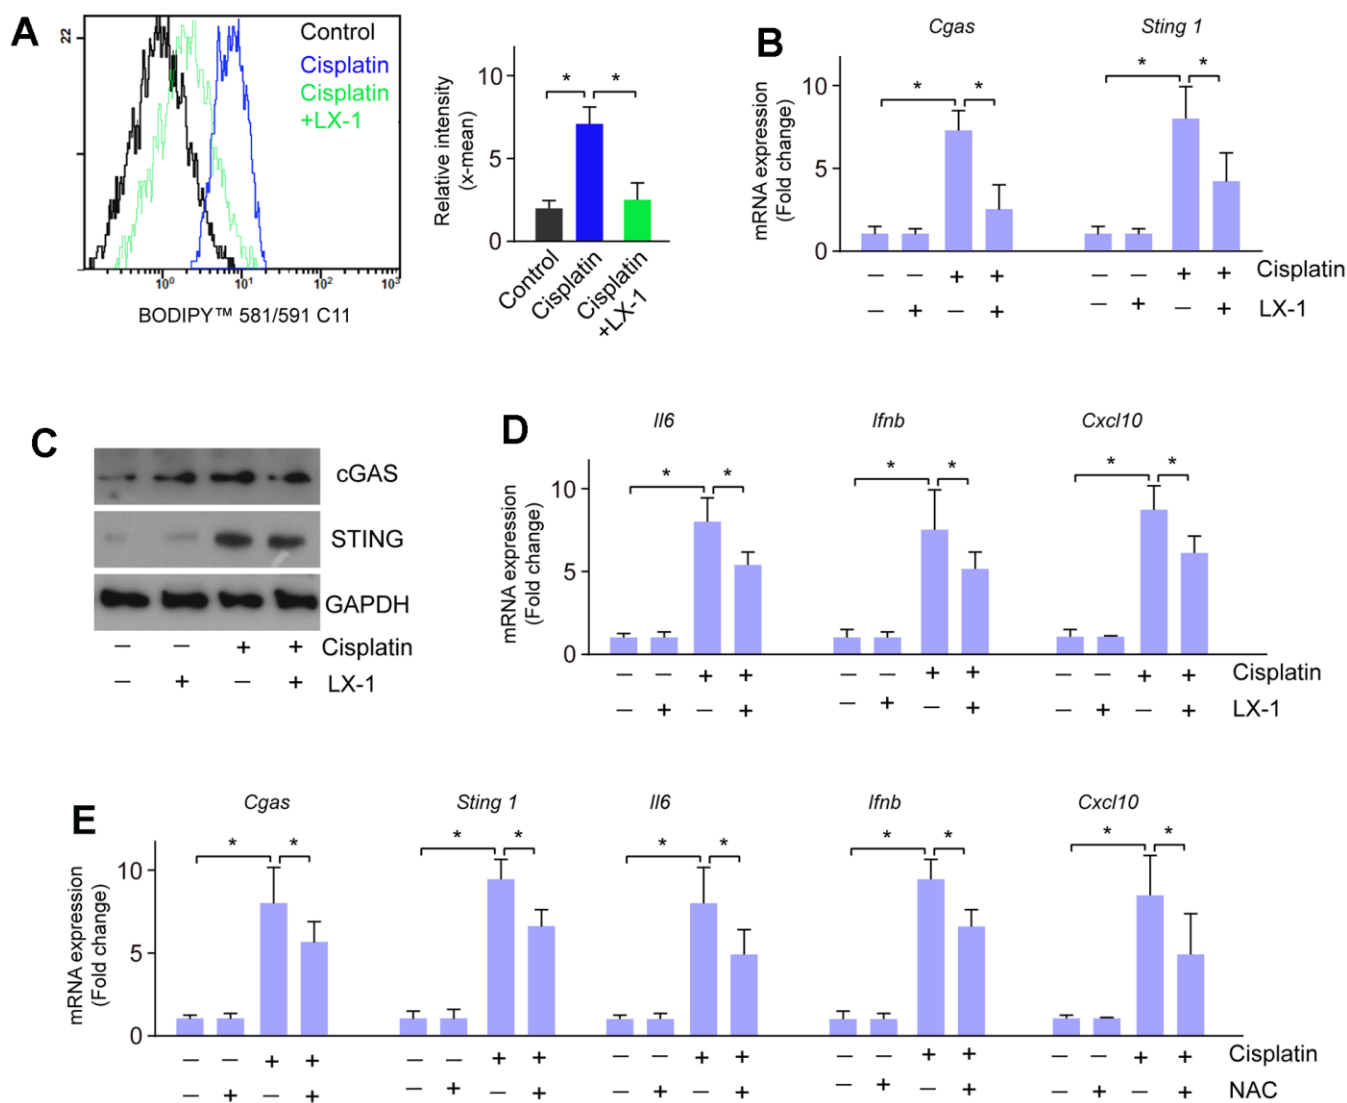 A
22
Control
Cisplatin
Cisplatin
+LX-1
10⁰ 10¹ 10² 10³
BODIPY™ 581/591 C11
Relative intensity
(x-mean)
10
5
0
* *
Control
Cisplatin
Cisplatin
+LX-1
B
Cgas Sting 1
mRNA expression
(Fold change)
10
5
0
* * * *
– – + + – – + + Cisplatin
– + – + – + – + LX-1
C
cGAS
STING
GAPDH
– – + + Cisplatin
– + – + LX-1
D
Il6 Ifnb Cxcl10
mRNA expression
(Fold change)
10
5
0
* * * * * *
– – + + – – + + – – + + Cisplatin
– + – + – + – + – + – + LX-1
E
Cgas Sting 1 Il6 Ifnb Cxcl10
mRNA expression
(Fold change)
10
5
0
* * * * * * * * * *
– – + + – – + + – – + + – – + + – – + + Cisplatin
– + – + – + – + – + – + – + – + – + – + NAC